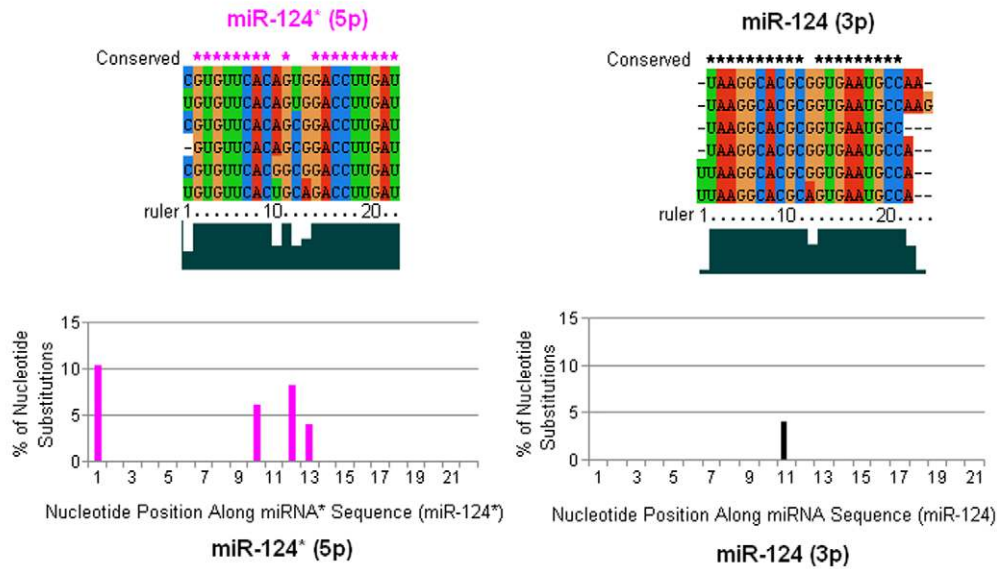 miR-124* (5p)
Conserved ******** * *********
CGUGUUCACAGUGGACCUUGAU
UGUGUUCACAGUGGACCUUGAU
CGUGUUCACAGCGGACCUUGAU
-GUGUUCACAGCGGACCUUGAU
CGUGUUCACGGCGGACCUUGAU
UGUGUUCACUGCAGACCUUGAU
ruler 1.......10........20..
miR-124 (3p)
Conserved ********** *********
-UAAGGCACGCGGUGAAUGCCAA-
-UAAGGCACGCGGUGAAUGCCAAG
-UAAGGCACGCGGUGAAUGCC---
-UAAGGCACGCGGUGAAUGCCA--
UUAAGGCACGCGGUGAAUGCCA--
UUAAGGCACGCAGUGAAUGCCA--
ruler 1.......10........20....
% of Nucleotide
Substitutions
15
10
5
0
1 3 5 7 9 11 13 15 17 19 21
Nucleotide Position Along miRNA* Sequence (miR-124*)
miR-124* (5p)
% of Nucleotide
Substitutions
15
10
5
0
1 3 5 7 9 11 13 15 17 19 21
Nucleotide Position Along miRNA Sequence (miR-124)
miR-124 (3p)